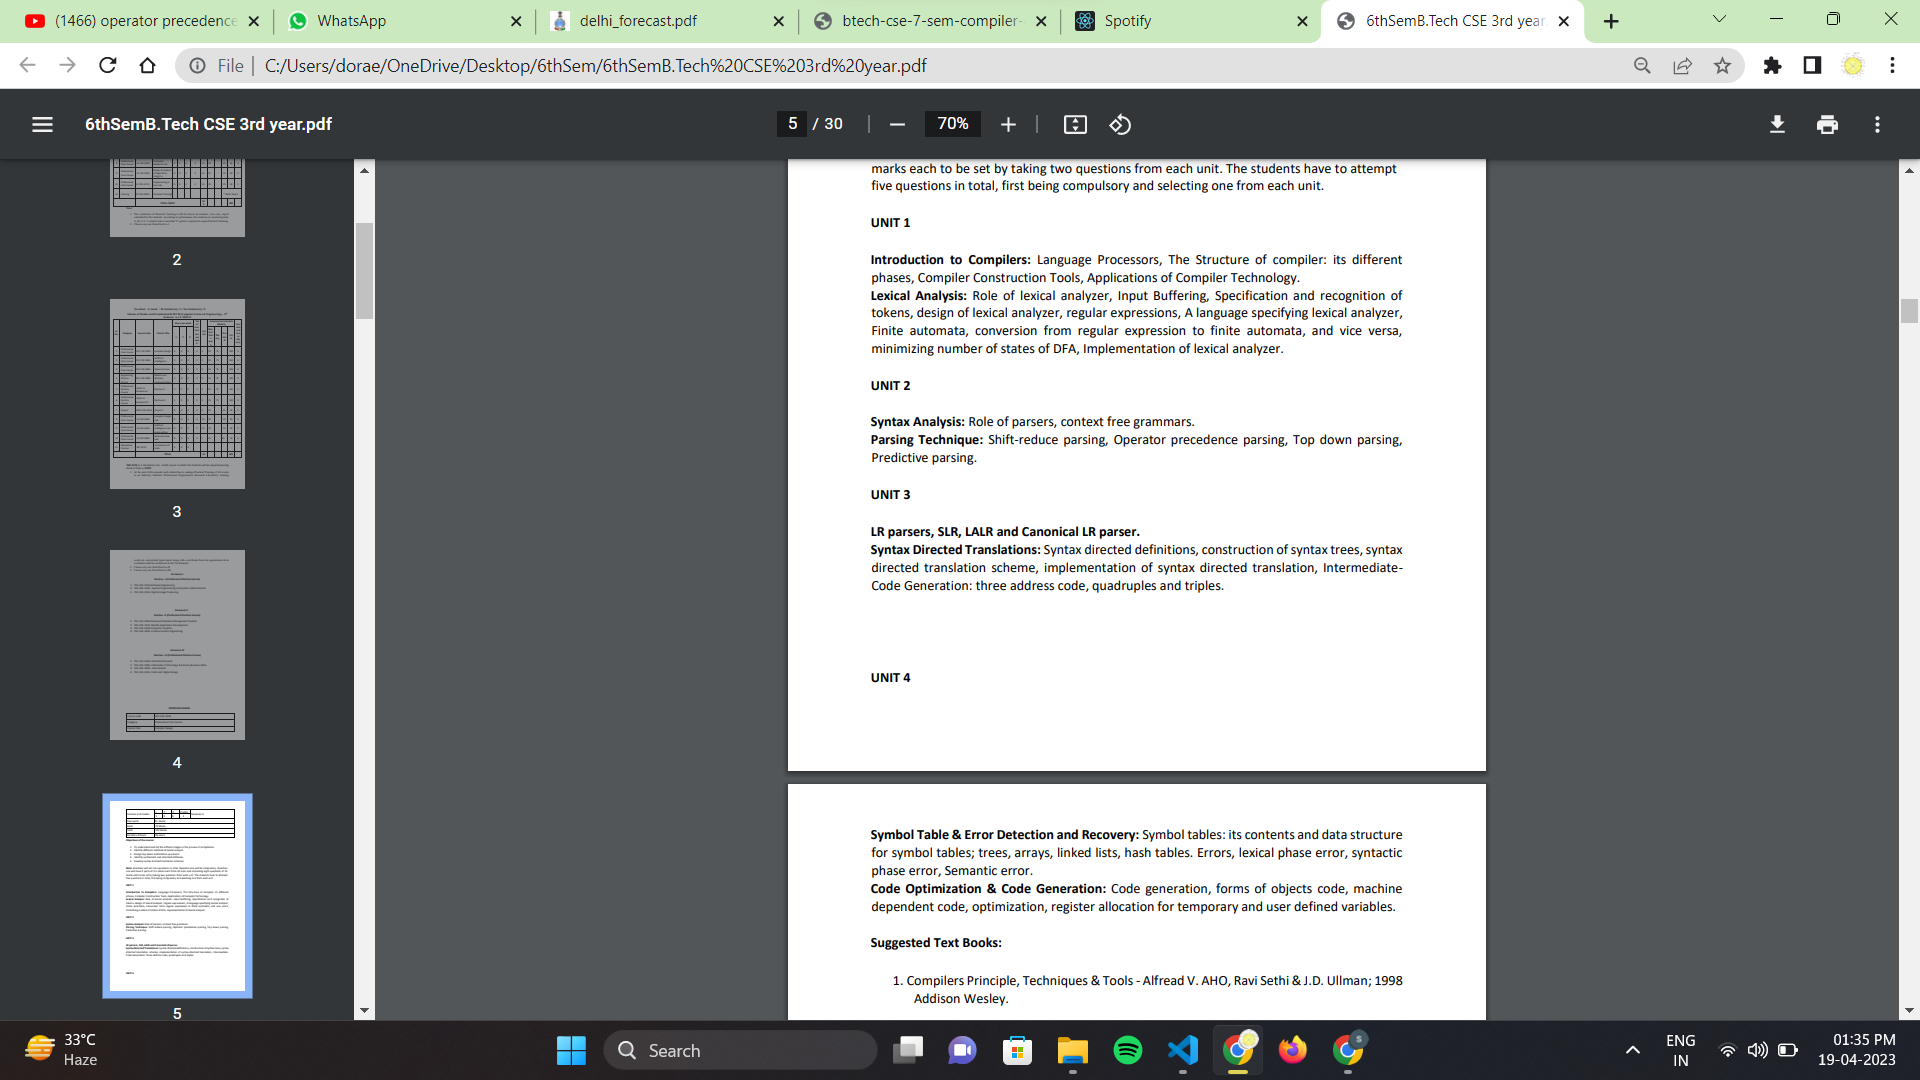 (1466) operator precedence
WhatsApp
delhi_forecast.pdf
btech-cse-7-sem-compiler-
Spotify
6thSemB.Tech CSE 3rd year
File
C:/Users/dorae/OneDrive/Desktop/6thSem/6thSemB.Tech%20CSE%203rd%20year.pdf
6thSemB.Tech CSE 3rd year.pdf
5 / 30
70%
2
3
4
5
marks each to be set by taking two questions from each unit. The students have to attempt
five questions in total, first being compulsory and selecting one from each unit.
UNIT 1
Introduction to Compilers: Language Processors, The Structure of compiler: its different
phases, Compiler Construction Tools, Applications of Compiler Technology.
Lexical Analysis: Role of lexical analyzer, Input Buffering, Specification and recognition of
tokens, design of lexical analyzer, regular expressions, A language specifying lexical analyzer,
Finite automata, conversion from regular expression to finite automata, and vice versa,
minimizing number of states of DFA, Implementation of lexical analyzer.
UNIT 2
Syntax Analysis: Role of parsers, context free grammars.
Parsing Technique: Shift-reduce parsing, Operator precedence parsing, Top down parsing,
Predictive parsing.
UNIT 3
LR parsers, SLR, LALR and Canonical LR parser.
Syntax Directed Translations: Syntax directed definitions, construction of syntax trees, syntax
directed translation scheme, implementation of syntax directed translation, Intermediate-
Code Generation: three address code, quadruples and triples.
UNIT 4
Symbol Table & Error Detection and Recovery: Symbol tables: its contents and data structure
for symbol tables; trees, arrays, linked lists, hash tables. Errors, lexical phase error, syntactic
phase error, Semantic error.
Code Optimization & Code Generation: Code generation, forms of objects code, machine
dependent code, optimization, register allocation for temporary and user defined variables.
Suggested Text Books:
1. Compilers Principle, Techniques & Tools - Alfread V. AHO, Ravi Sethi & J.D. Ullman; 1998
Addison Wesley.
33°C
Haze
Search
ENG
IN
01:35 PM
19-04-2023